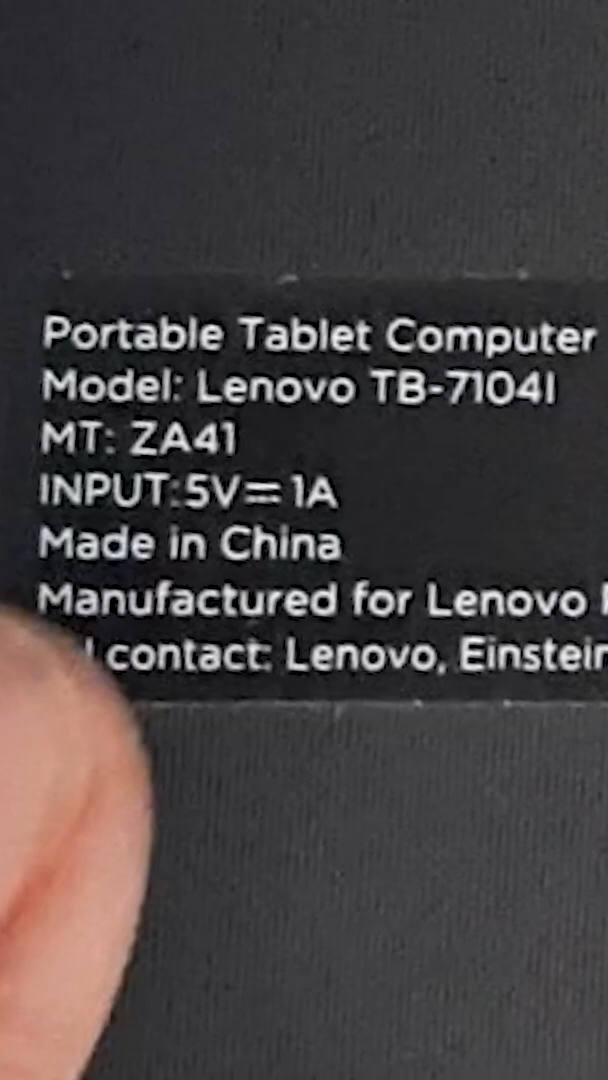 Portable Tablet Computer
Model: Lenovo TB-7104I
MT: ZA41
INPUT:5V⎓1A
Made in China
Manufactured for Lenovo
contact: Lenovo, Einstein